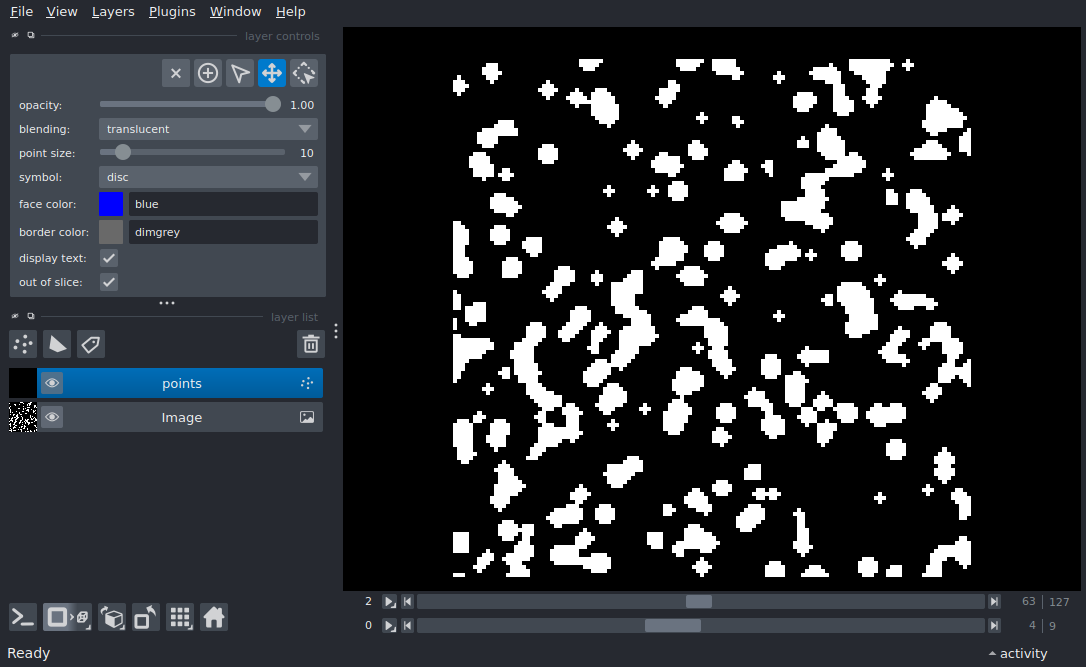 File View Layers Plugins Window Help
layer controls
opacity: 1.00
blending: translucent
point size: 10
symbol: disc
face color: blue
border color: dimgrey
display text:
out of slice:
layer list
points
Image
2 63 127
0 4 9
Ready activity